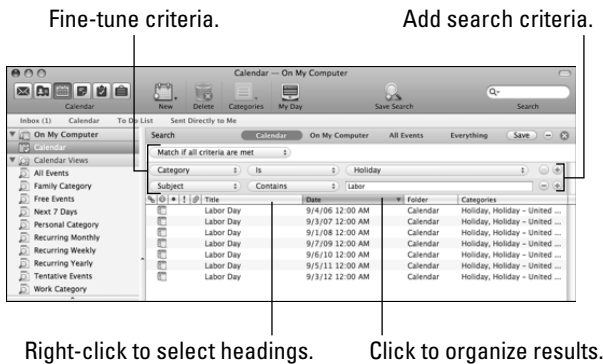 Fine-tune criteria.
Add search criteria.
Calendar — On My Computer
Calendar
New Delete Categories My Day Save Search Search
Inbox (1) Calendar To Do List Sent Directly to Me
On My Computer
Calendar
Calendar Views
All Events
Family Category
Free Events
Next 7 Days
Personal Category
Recurring Monthly
Recurring Weekly
Recurring Yearly
Tentative Events
Work Category
Search Calendar On My Computer All Events Everything Save
Match if all criteria are met
Category Is Holiday
Subject Contains Labor
Title Date Folder Categories
Labor Day 9/4/06 12:00 AM Calendar Holiday, Holiday – United ...
Labor Day 9/3/07 12:00 AM Calendar Holiday, Holiday – United ...
Labor Day 9/1/08 12:00 AM Calendar Holiday, Holiday – United ...
Labor Day 9/7/09 12:00 AM Calendar Holiday, Holiday – United ...
Labor Day 9/6/10 12:00 AM Calendar Holiday, Holiday – United ...
Labor Day 9/5/11 12:00 AM Calendar Holiday, Holiday – United ...
Labor Day 9/3/12 12:00 AM Calendar Holiday, Holiday – United ...
Right-click to select headings.
Click to organize results.